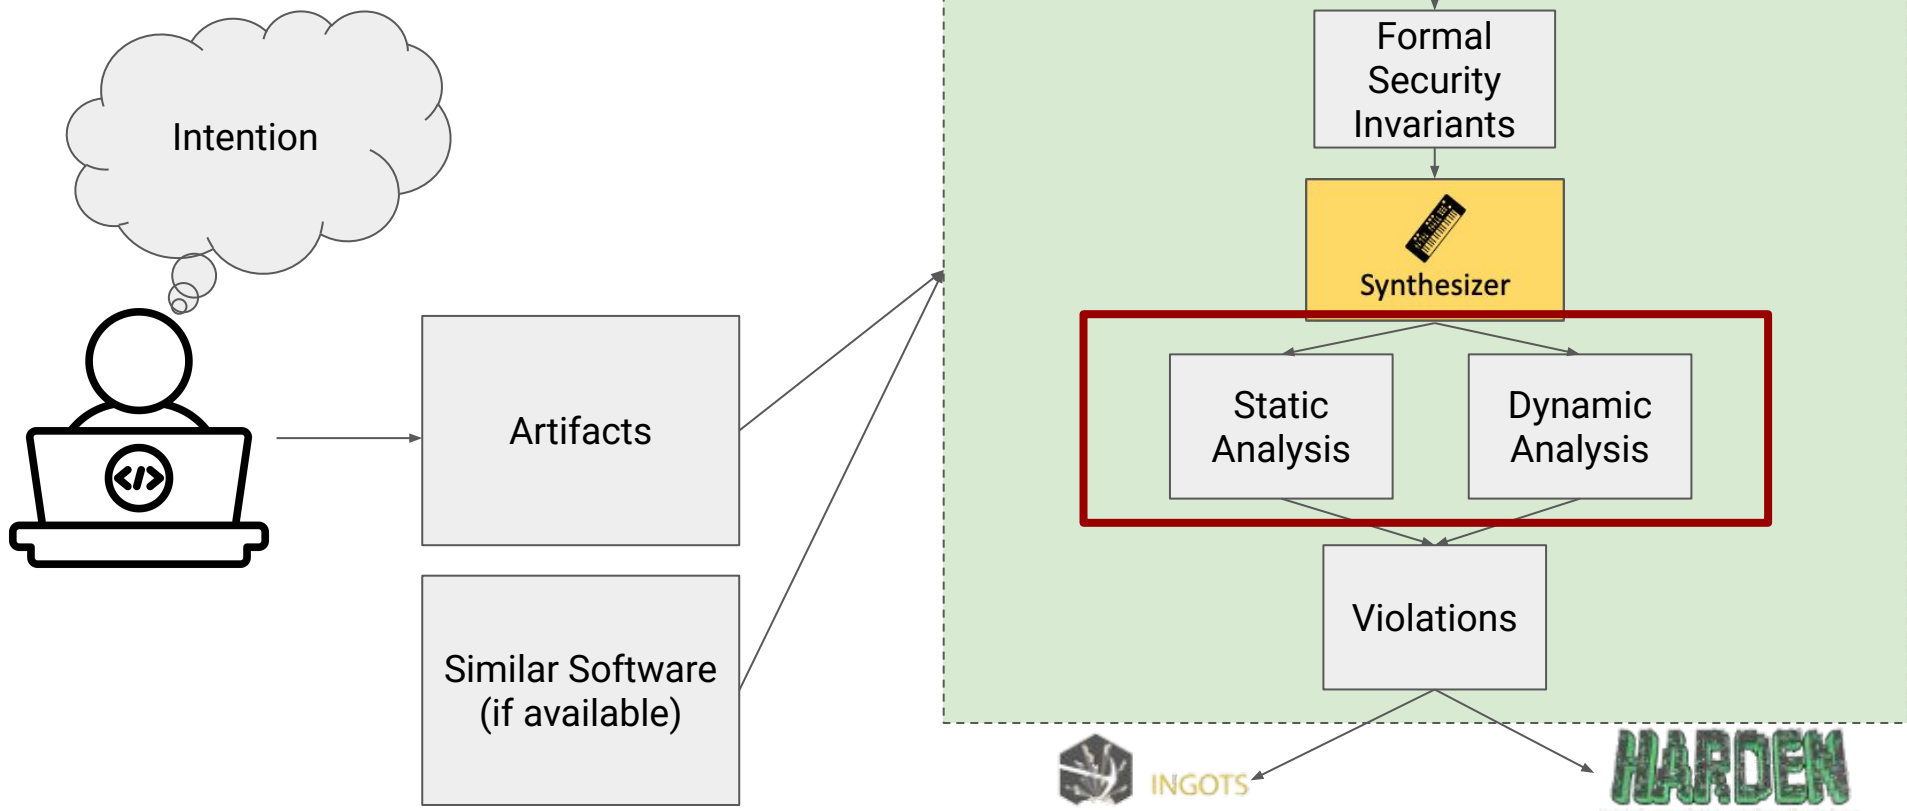 Intention
</>
Artifacts
Similar Software
(if available)
Formal
Security
Invariants
Synthesizer
Static
Analysis
Dynamic
Analysis
Violations
INGOTS
HARDEN